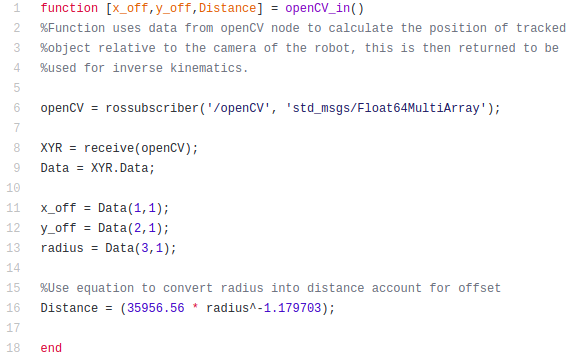 1 function [x_off,y_off,Distance] = openCV_in()
2 %Function uses data from openCV node to calculate the position of tracked
3 %object relative to the camera of the robot, this is then returned to be
4 %used for inverse kinematics.
5
6 openCV = rossubscriber('/openCV', 'std_msgs/Float64MultiArray');
7
8 XYR = receive(openCV);
9 Data = XYR.Data;
10
11 x_off = Data(1,1);
12 y_off = Data(2,1);
13 radius = Data(3,1);
14
15 %Use equation to convert radius into distance account for offset
16 Distance = (35956.56 * radius^-1.179703);
17
18 end